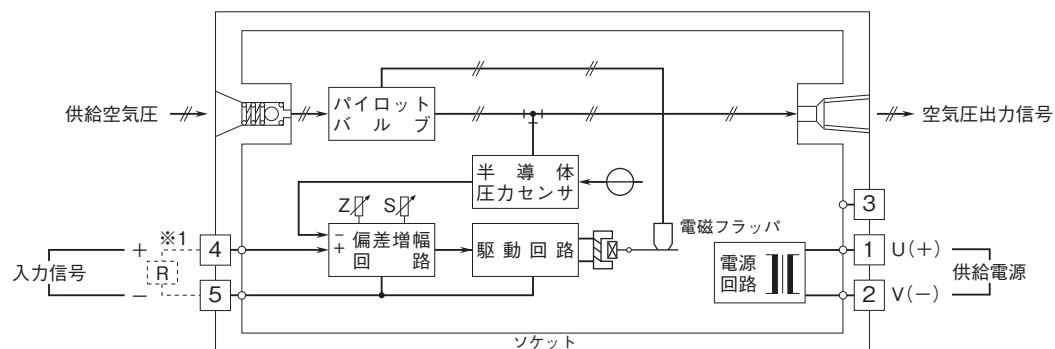 供給空気圧
パイロット
バルブ
空気圧出力信号
半導体
圧力センサ
Z
S
3
電磁フラッパ
※1
+
4
−
+
偏差増幅
回路
駆動回路
電源
回路
1
U(+)
入力信号
R
供給電源
−
5
2
V(−)
ソケット